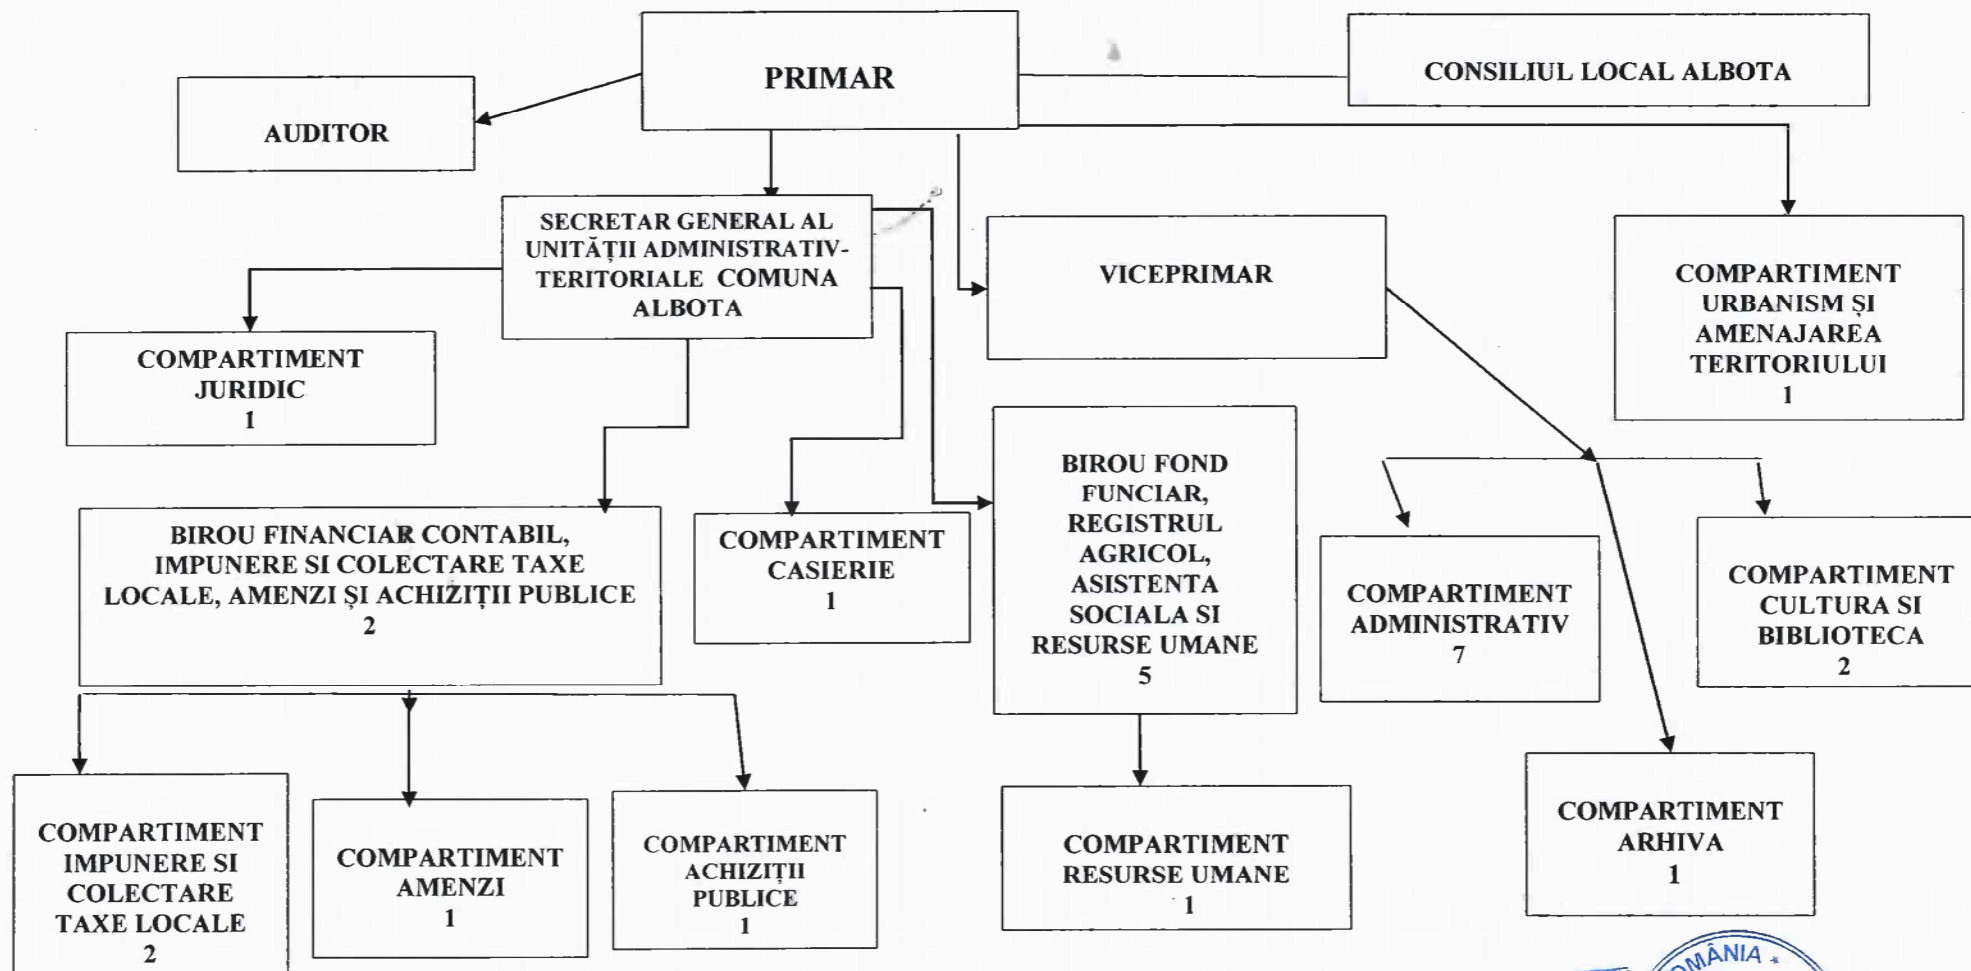 PRIMAR
CONSILIUL LOCAL ALBOTA
AUDITOR
SECRETAR GENERAL AL
UNITĂȚII ADMINISTRATIV-
TERITORIALE COMUNA
ALBOTA
VICEPRIMAR
COMPARTIMENT
URBANISM ȘI
AMENAJAREA
TERITORIULUI
1
COMPARTIMENT
JURIDIC
1
BIROU FINANCIAR CONTABIL,
IMPUNERE SI COLECTARE TAXE
LOCALE, AMENZI ȘI ACHIZIȚII PUBLICE
2
COMPARTIMENT
CASIERIE
1
BIROU FOND
FUNCIAR,
REGISTRUL
AGRICOL,
ASISTENTA
SOCIALA SI
RESURSE UMANE
5
COMPARTIMENT
ADMINISTRATIV
7
COMPARTIMENT
CULTURA SI
BIBLIOTECA
2
COMPARTIMENT
IMPUNERE SI
COLECTARE
TAXE LOCALE
2
COMPARTIMENT
AMENZI
1
COMPARTIMENT
ACHIZIȚII
PUBLICE
1
COMPARTIMENT
RESURSE UMANE
1
COMPARTIMENT
ARHIVA
1
OMÂNIA *